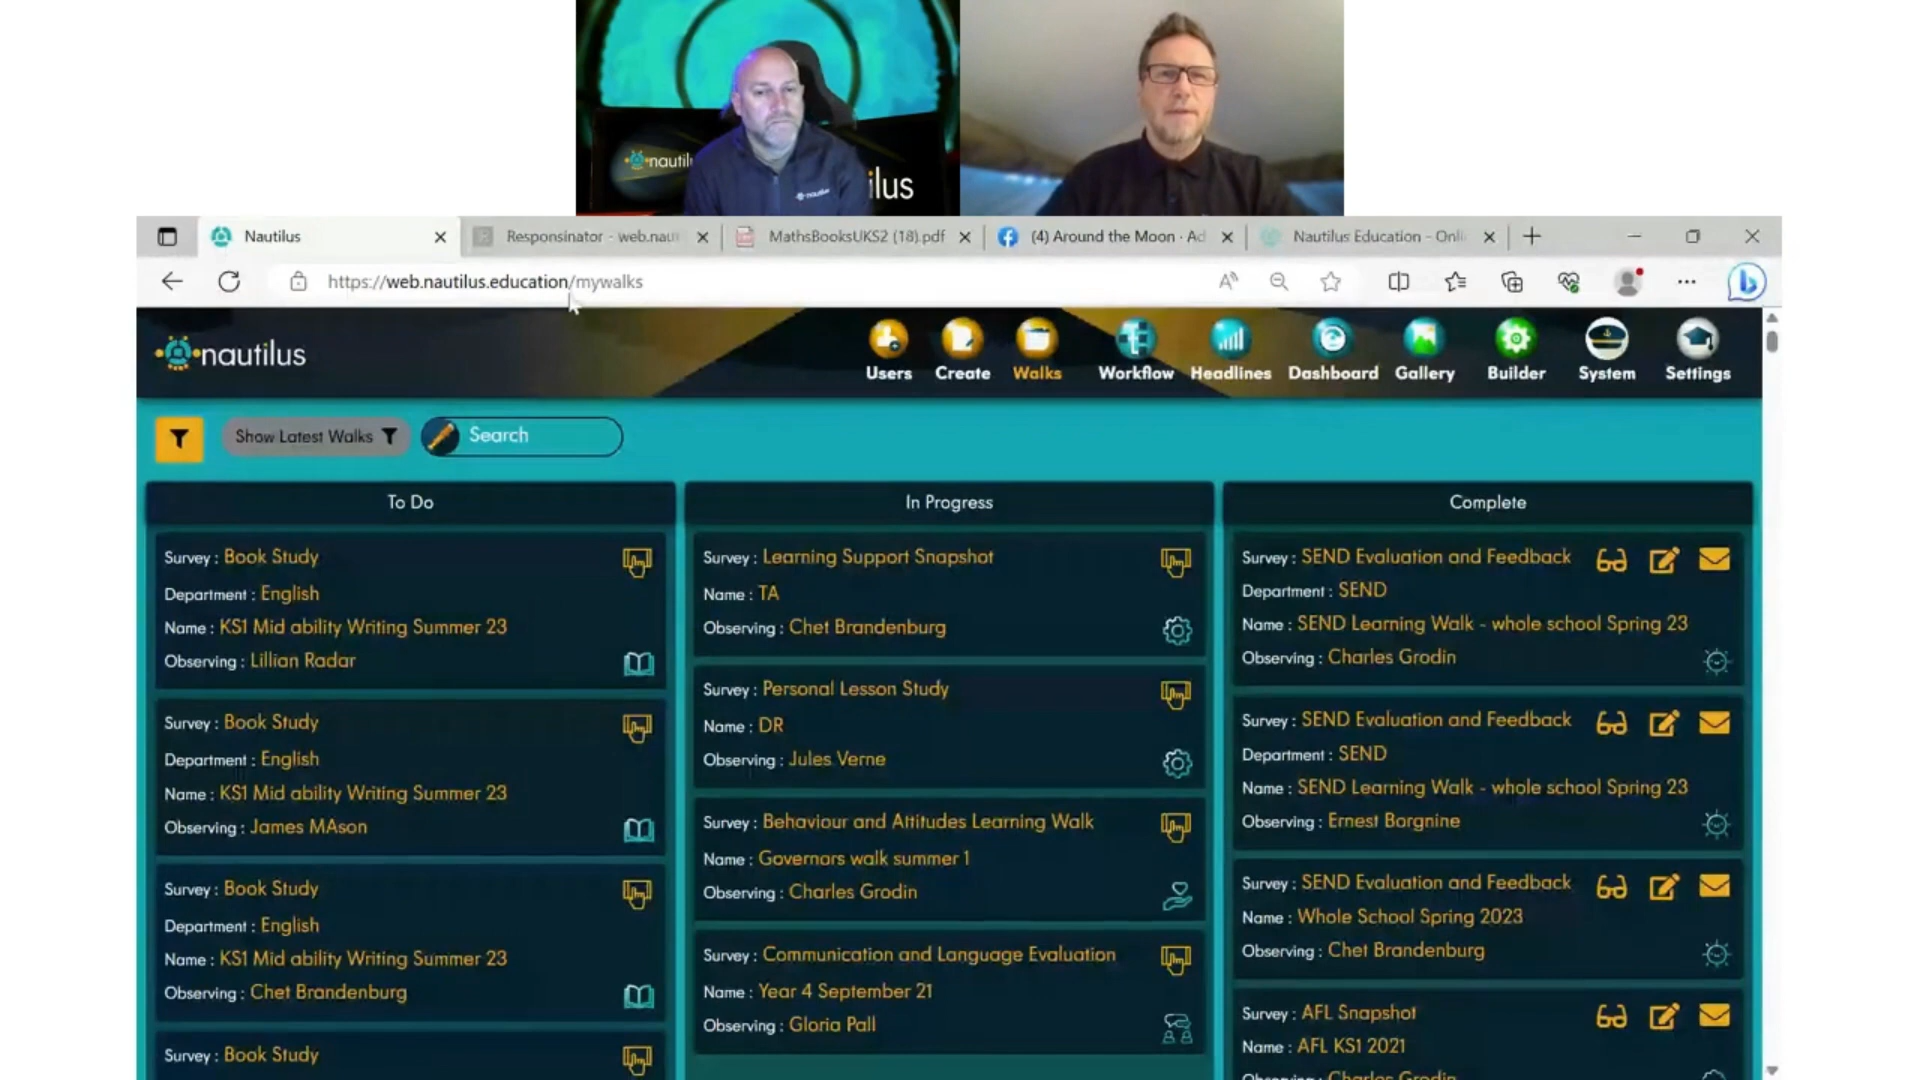 nautil
ilus
nautilus
Nautilus
Responsinator - web.naut
MathsBooksUKS2 (18).pdf
(4) Around the Moon · Ad
Nautilus Education - Onli
https://web.nautilus.education/mywalks
nautilus
Users
Create
Walks
Workflow
Headlines
Dashboard
Gallery
Builder
System
Settings
Show Latest Walks
Search
To Do
Survey : Book Study
Department : English
Name : KS1 Mid ability Writing Summer 23
Observing : Lillian Radar
Survey : Book Study
Department : English
Name : KS1 Mid ability Writing Summer 23
Observing : James MAson
Survey : Book Study
Department : English
Name : KS1 Mid ability Writing Summer 23
Observing : Chet Brandenburg
Survey : Book Study
In Progress
Survey : Learning Support Snapshot
Name : TA
Observing : Chet Brandenburg
Survey : Personal Lesson Study
Name : DR
Observing : Jules Verne
Survey : Behaviour and Attitudes Learning Walk
Name : Governors walk summer 1
Observing : Charles Grodin
Survey : Communication and Language Evaluation
Name : Year 4 September 21
Observing : Gloria Pall
Complete
Survey : SEND Evaluation and Feedback
Department : SEND
Name : SEND Learning Walk - whole school Spring 23
Observing : Charles Grodin
Survey : SEND Evaluation and Feedback
Department : SEND
Name : SEND Learning Walk - whole school Spring 23
Observing : Ernest Borgnine
Survey : SEND Evaluation and Feedback
Name : Whole School Spring 2023
Observing : Chet Brandenburg
Survey : AFL Snapshot
Name : AFL KS1 2021
Observing : Charles Grodin